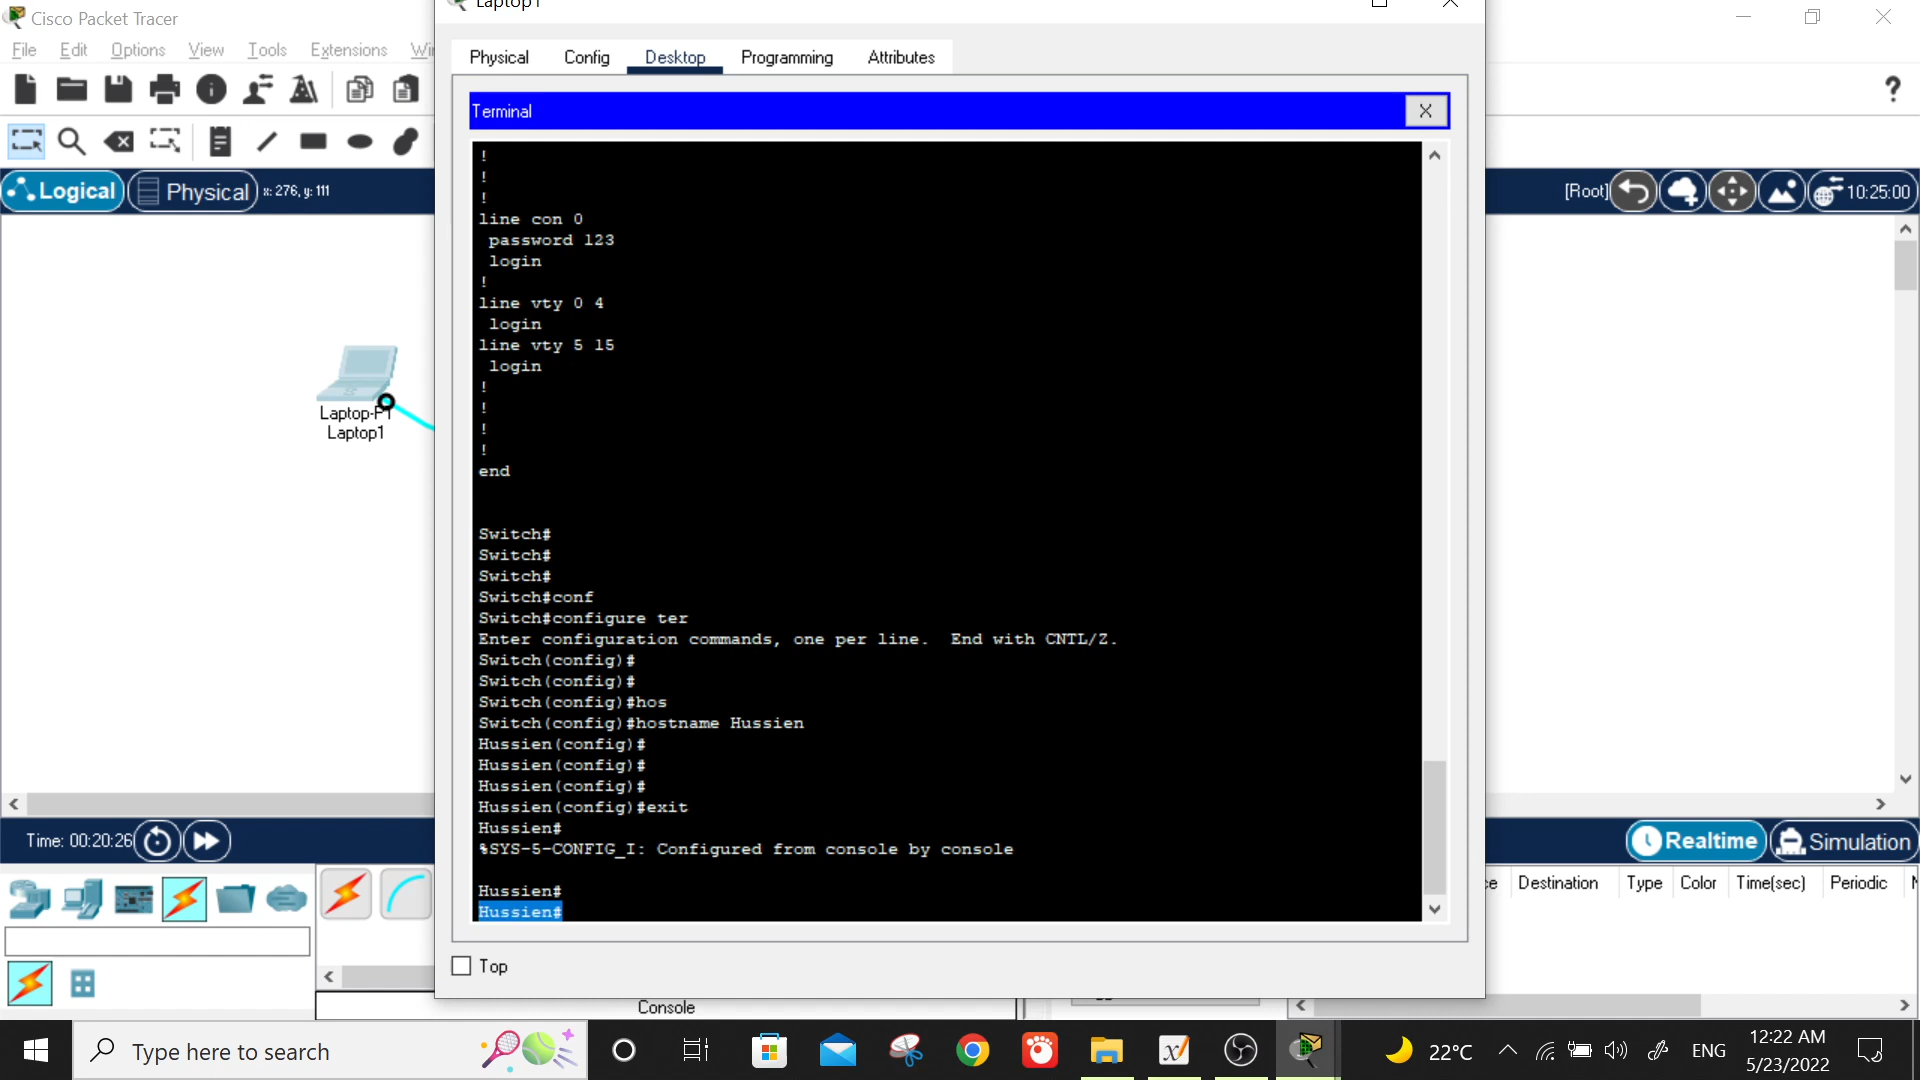 Cisco Packet Tracer
Laptop1
File Edit Options View Tools Extensions
Physical Config Desktop Programming Attributes
?
Terminal X
Logical Physical x: 276, y: 111
[Root] 10:25:00
!
!
!
line con 0
password 123
login
!
line vty 0 4
login
line vty 5 15
login
!
!
!
!
end
Laptop-PT
Laptop1
Switch#
Switch#
Switch#
Switch#conf
Switch#configure ter
Enter configuration commands, one per line. End with CNTL/Z.
Switch(config)#
Switch(config)#
Switch(config)#hos
Switch(config)#hostname Hussien
Hussien(config)#
Hussien(config)#
Hussien(config)#
Hussien(config)#exit
Hussien#
%SYS-5-CONFIG_I: Configured from console by console
Hussien#
Hussien#
Time: 00:20:26
Realtime Simulation
Destination Type Color Time(sec) Periodic
Top
Console
Type here to search
22°C ENG 12:22 AM
5/23/2022